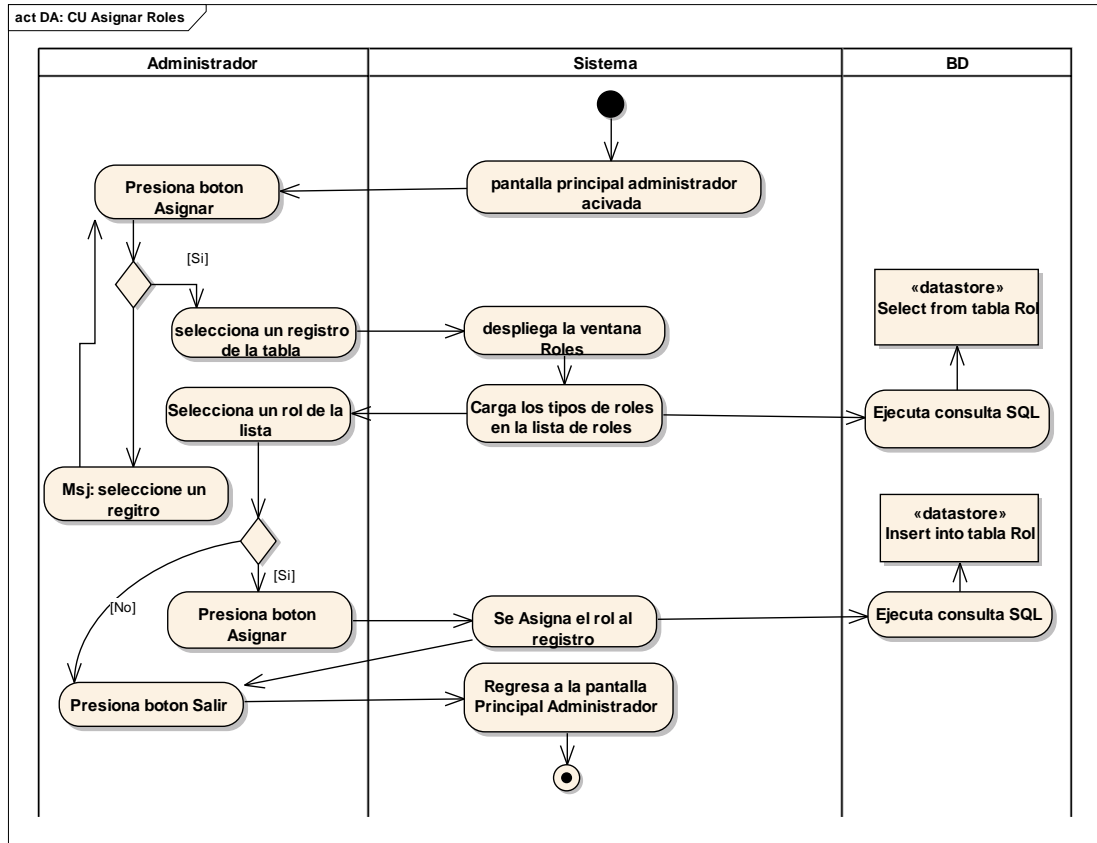 act DA: CU Asignar Roles
Administrador
Sistema
BD
Presiona boton
Asignar
pantalla principal administrador
acivada
[Si]
selecciona un registro
de la tabla
despliega la ventana
Roles
«datastore»
Select from tabla Rol
Selecciona un rol de la
lista
Carga los tipos de roles
en la lista de roles
Ejecuta consulta SQL
Msj: seleccione un
regitro
«datastore»
Insert into tabla Rol
[Si]
[No]
Presiona boton
Asignar
Se Asigna el rol al
registro
Ejecuta consulta SQL
Presiona boton Salir
Regresa a la pantalla
Principal Administrador